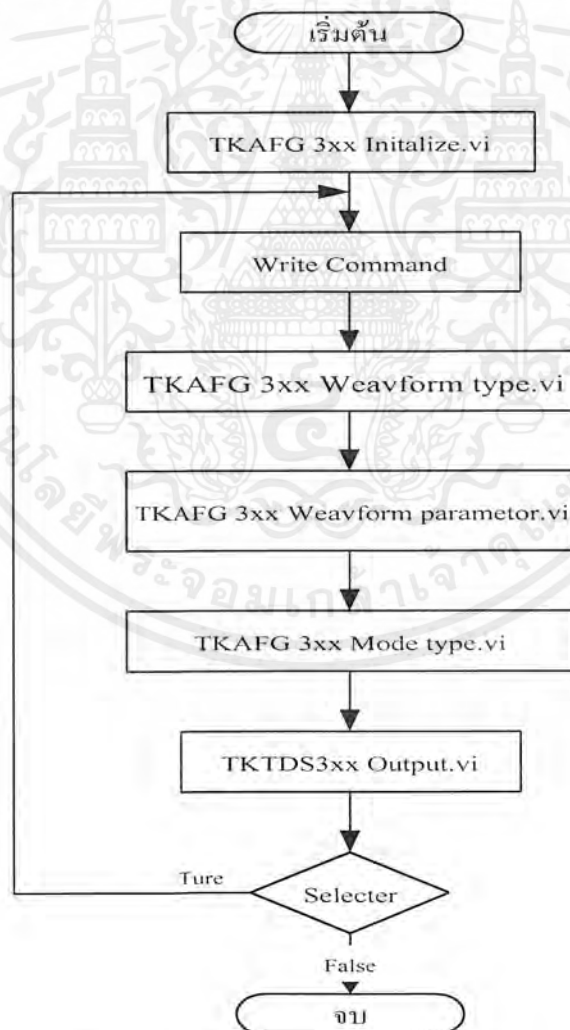 เริ่มต้น
TKAFG 3xx Initalize.vi
Write Command
TKAFG 3xx Weavform type.vi
TKAFG 3xx Weavform parametor.vi
TKAFG 3xx Mode type.vi
TKTDS3xx Output.vi
Ture
Selecter
False
จบ